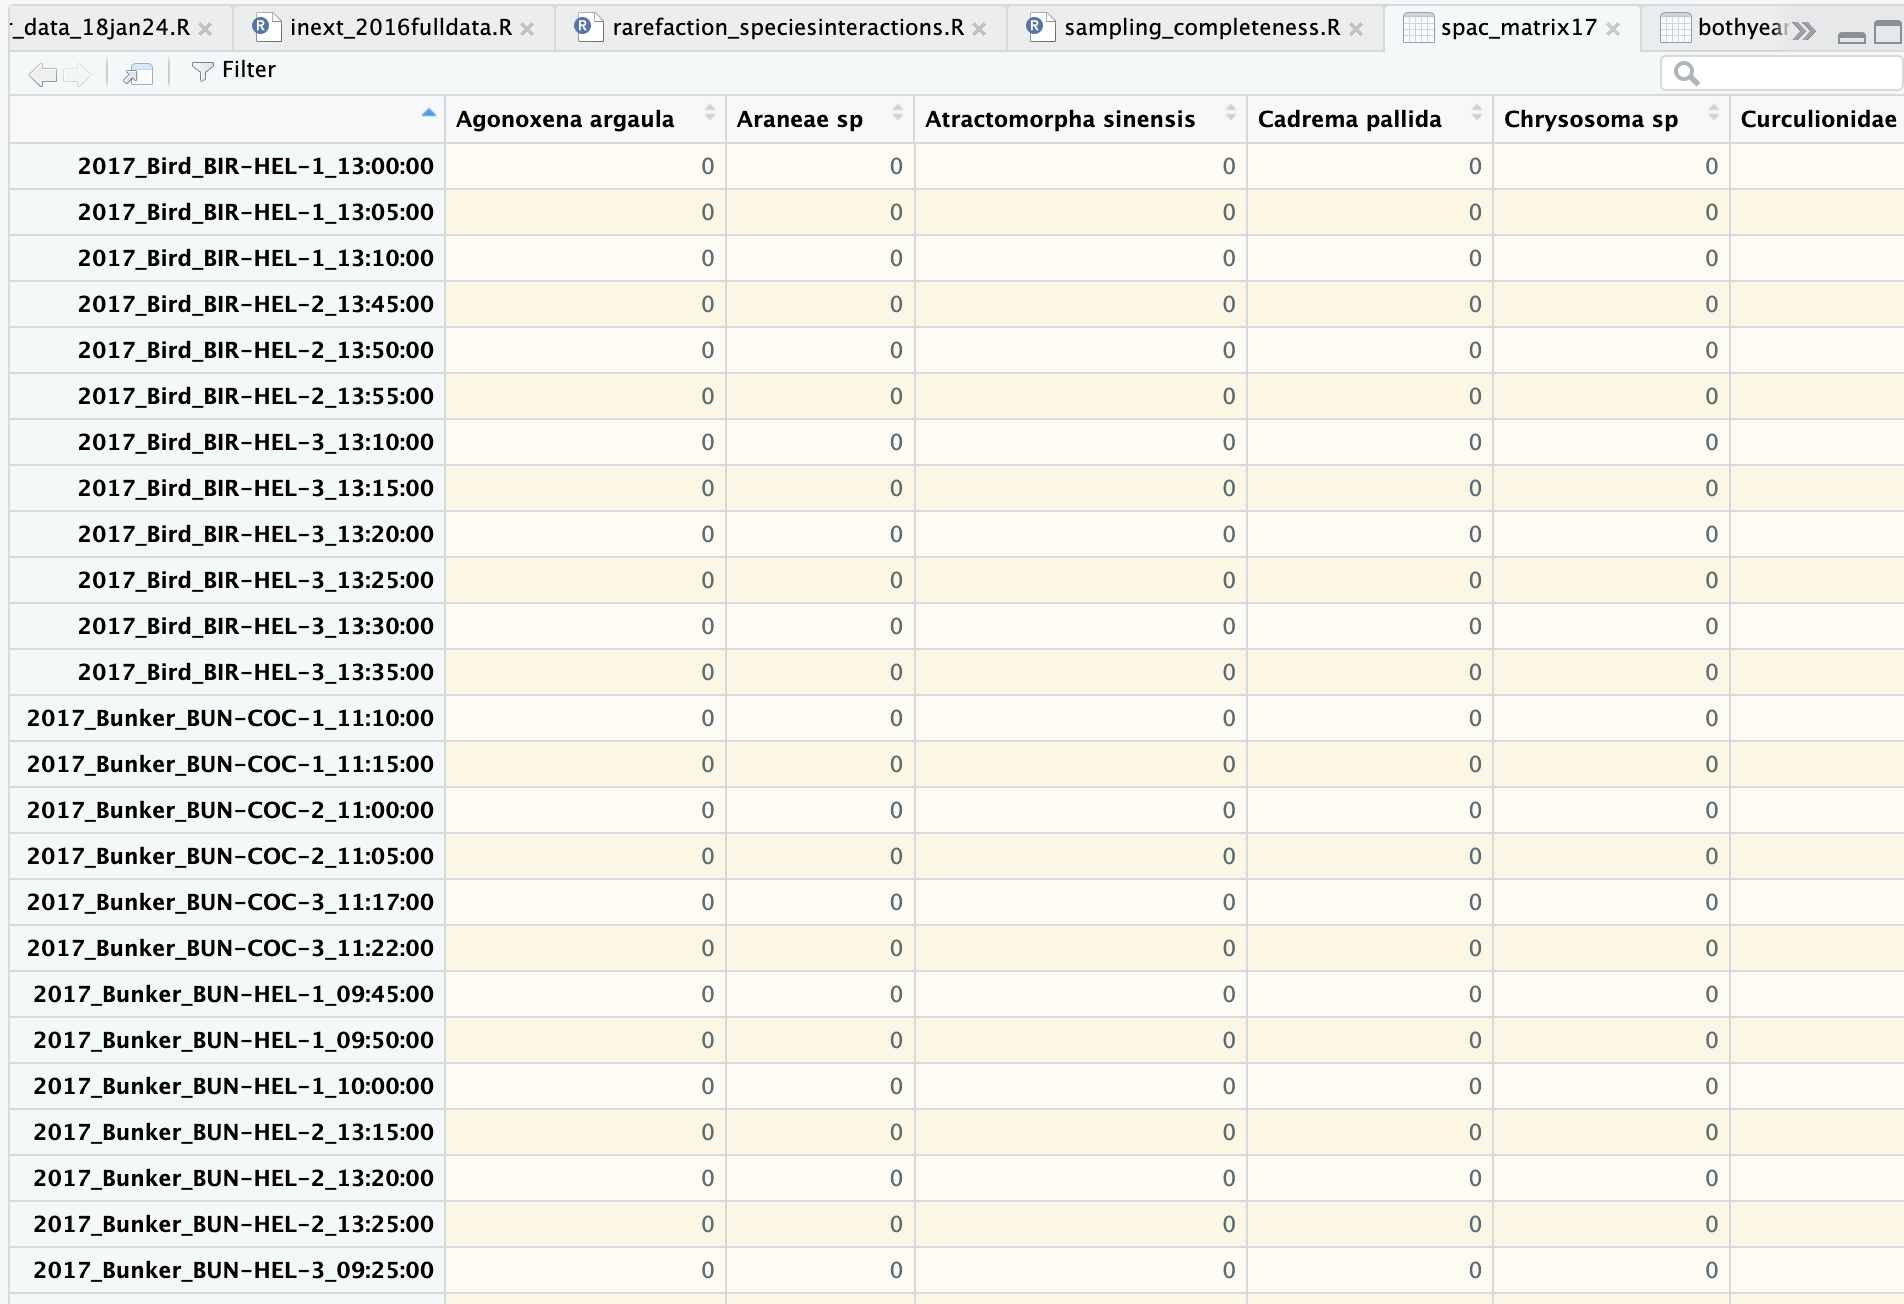 _data_18jan24.R inext_2016fulldata.R rarefaction_speciesinteractions.R sampling_completeness.R spac_matrix17 bothyear
Filter
Agonoxena argaula Araneae sp Atractomorpha sinensis Cadrema pallida Chrysosoma sp Curculionidae
2017_Bird_BIR-HEL-1_13:00:00 0 0 0 0 0
2017_Bird_BIR-HEL-1_13:05:00 0 0 0 0 0
2017_Bird_BIR-HEL-1_13:10:00 0 0 0 0 0
2017_Bird_BIR-HEL-2_13:45:00 0 0 0 0 0
2017_Bird_BIR-HEL-2_13:50:00 0 0 0 0 0
2017_Bird_BIR-HEL-2_13:55:00 0 0 0 0 0
2017_Bird_BIR-HEL-3_13:10:00 0 0 0 0 0
2017_Bird_BIR-HEL-3_13:15:00 0 0 0 0 0
2017_Bird_BIR-HEL-3_13:20:00 0 0 0 0 0
2017_Bird_BIR-HEL-3_13:25:00 0 0 0 0 0
2017_Bird_BIR-HEL-3_13:30:00 0 0 0 0 0
2017_Bird_BIR-HEL-3_13:35:00 0 0 0 0 0
2017_Bunker_BUN-COC-1_11:10:00 0 0 0 0 0
2017_Bunker_BUN-COC-1_11:15:00 0 0 0 0 0
2017_Bunker_BUN-COC-2_11:00:00 0 0 0 0 0
2017_Bunker_BUN-COC-2_11:05:00 0 0 0 0 0
2017_Bunker_BUN-COC-3_11:17:00 0 0 0 0 0
2017_Bunker_BUN-COC-3_11:22:00 0 0 0 0 0
2017_Bunker_BUN-HEL-1_09:45:00 0 0 0 0 0
2017_Bunker_BUN-HEL-1_09:50:00 0 0 0 0 0
2017_Bunker_BUN-HEL-1_10:00:00 0 0 0 0 0
2017_Bunker_BUN-HEL-2_13:15:00 0 0 0 0 0
2017_Bunker_BUN-HEL-2_13:20:00 0 0 0 0 0
2017_Bunker_BUN-HEL-2_13:25:00 0 0 0 0 0
2017_Bunker_BUN-HEL-3_09:25:00 0 0 0 0 0